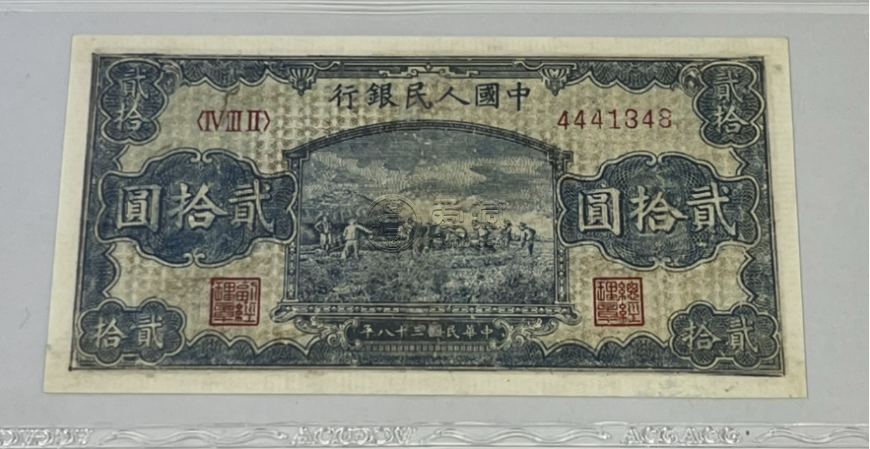 中國人民銀行
貳拾
貳拾
〈IV III II〉
4441348
貳拾圓
貳拾圓
總經理章
副經理章
中華民國三十八年
貳拾
貳拾
ACGACG